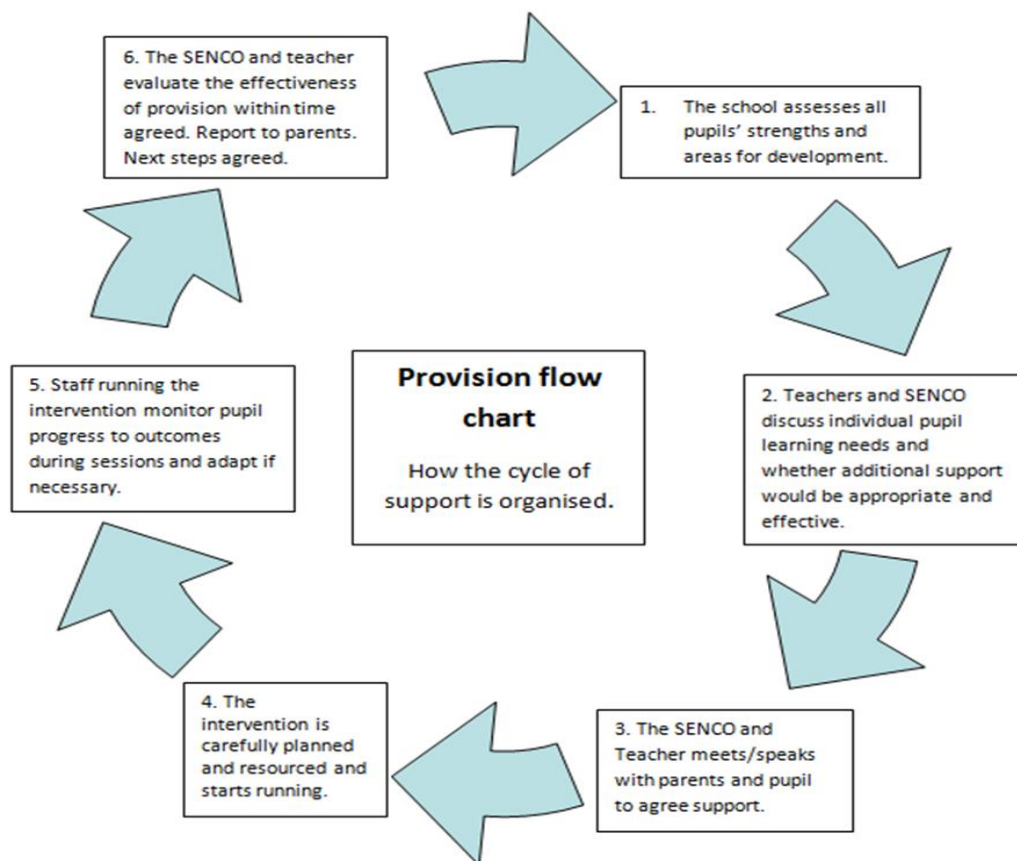 Provision flow
chart
How the cycle of
support is organised.
1. The school assesses all
pupils’ strengths and
areas for development.
2. Teachers and SENCO
discuss individual pupil
learning needs and
whether additional support
would be appropriate and
effective.
3. The SENCO and
Teacher meets/speaks
with parents and pupil
to agree support.
4. The
intervention is
carefully planned
and resourced and
starts running.
5. Staff running the
intervention monitor pupil
progress to outcomes
during sessions and adapt if
necessary.
6. The SENCO and teacher
evaluate the effectiveness
of provision within time
agreed. Report to parents.
Next steps agreed.